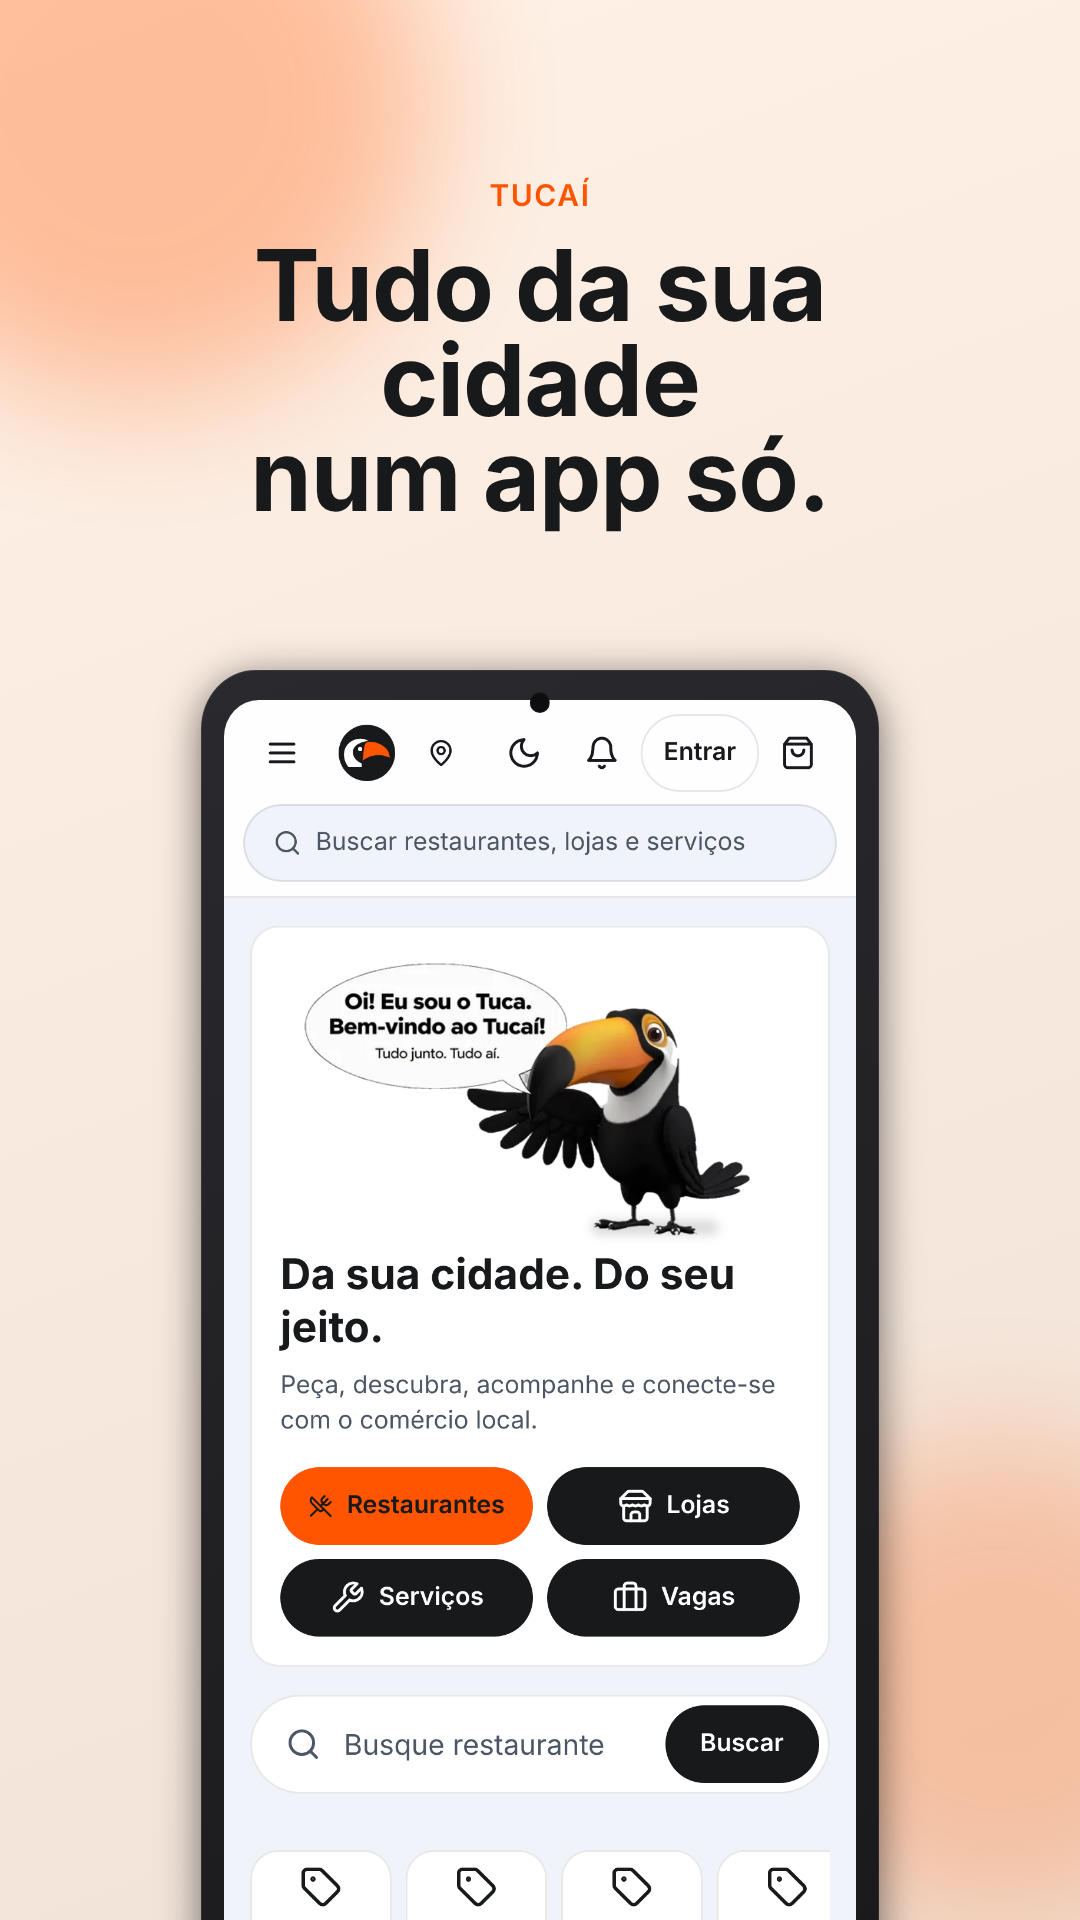 TUCAÍ
Tudo da sua
cidade
num app só.
Entrar
Buscar restaurantes, lojas e serviços
Oi! Eu sou o Tuca.
Bem-vindo ao Tucaí!
Tudo junto. Tudo aí.
Da sua cidade. Do seu
jeito.
Peça, descubra, acompanhe e conecte-se
com o comércio local.
Restaurantes
Lojas
Serviços
Vagas
Busque restaurante
Buscar